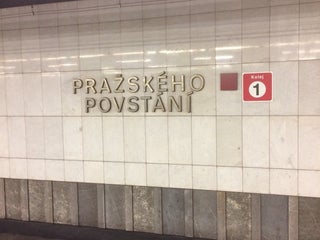 PRAŽSKÉHO
POVSTÁNÍ
Kolej
1